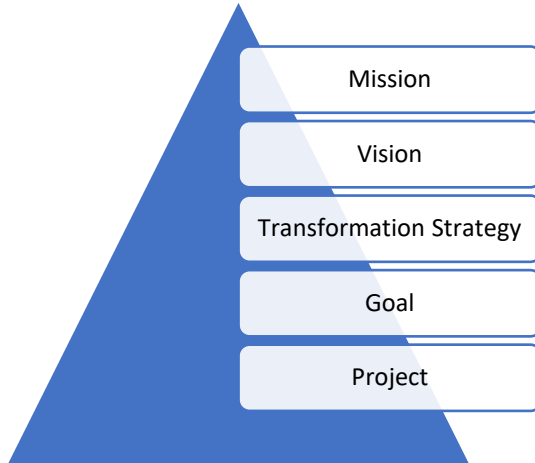 Mission
Vision
Transformation Strategy
Goal
Project